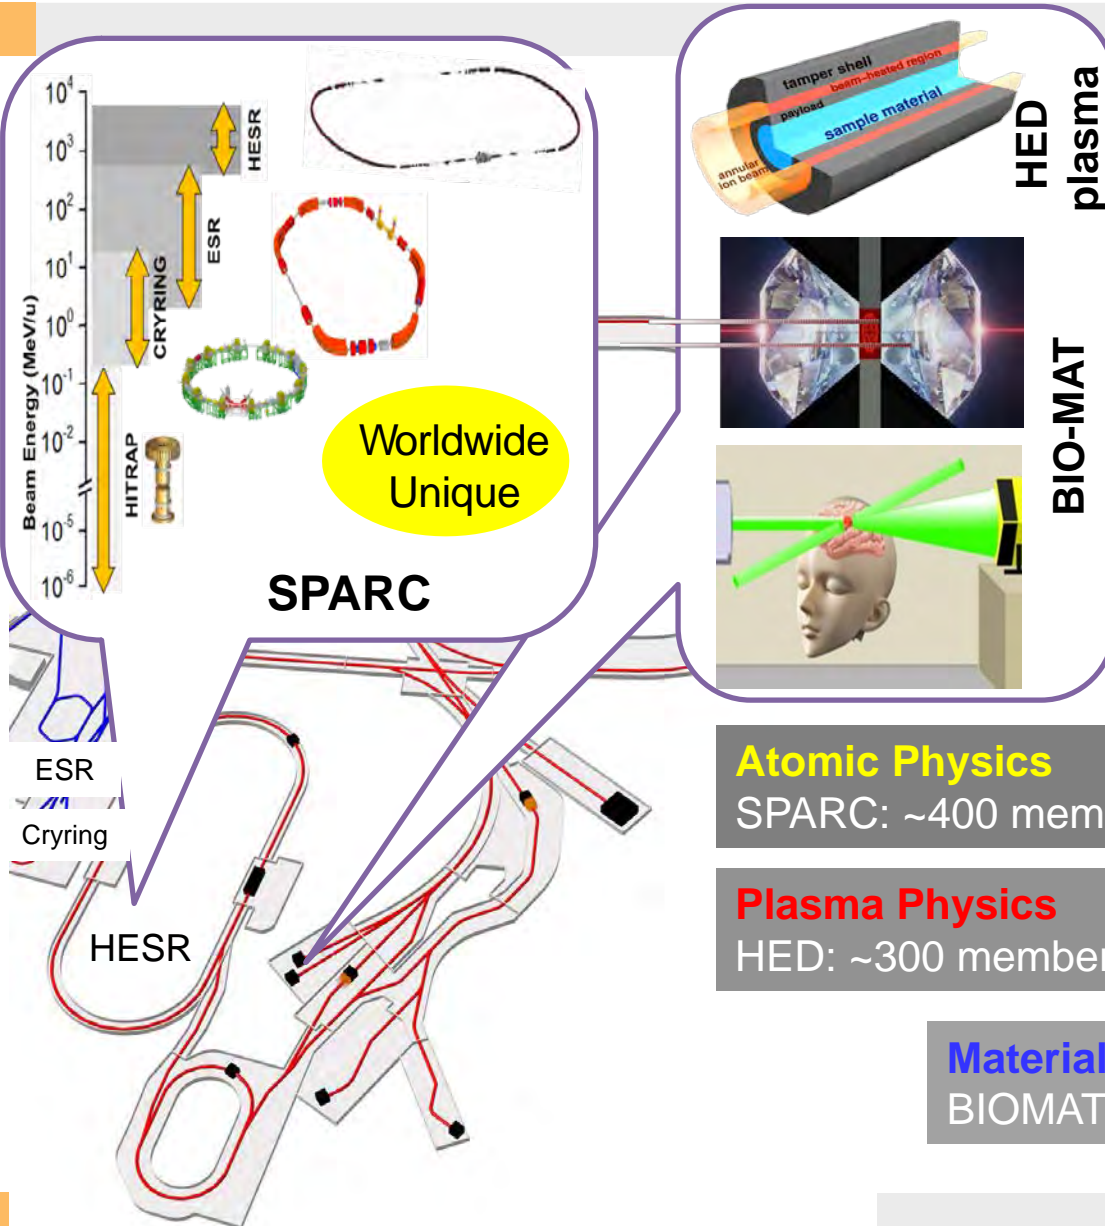 10⁴
10³
10²
10¹
10⁰
10⁻¹
10⁻²
10⁻⁵
10⁻⁶
Beam Energy (MeV/u)
HESR
ESR
CRYRING
HITRAP
Worldwide
Unique
SPARC
tamper shell
beam-heated region
payload
sample material
annular
ion beam
HED
plasma
BIO-MAT
ESR
Cryring
HESR
Atomic Physics
SPARC: ~400 mem
Plasma Physics
HED: ~300 member
Material
BIOMAT